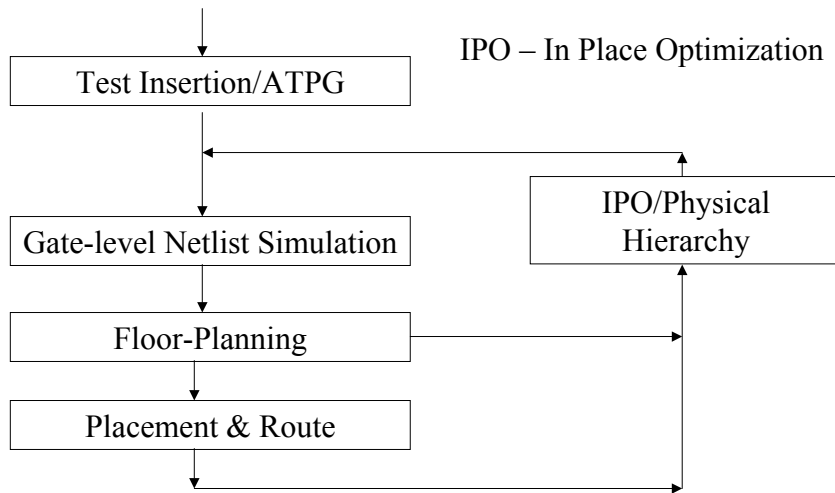 IPO – In Place Optimization
Test Insertion/ATPG
IPO/Physical
Hierarchy
Gate-level Netlist Simulation
Floor-Planning
Placement & Route